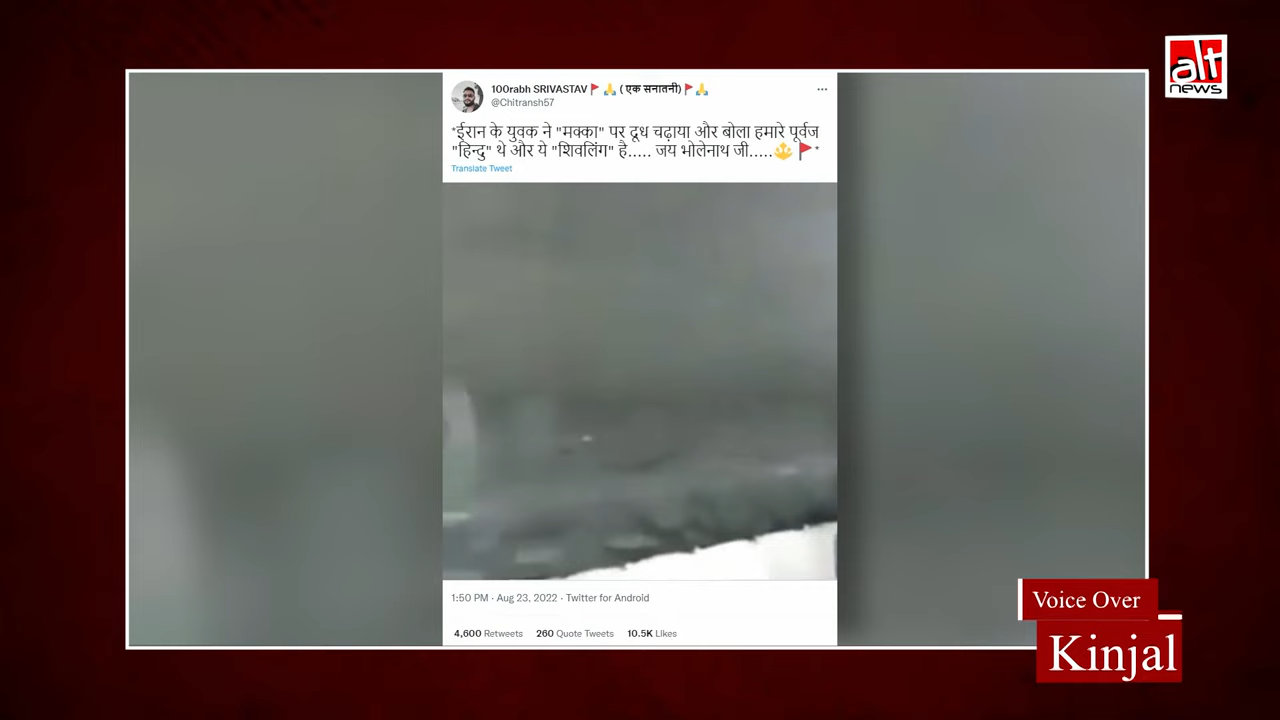 alt
news
100rabh SRIVASTAV🚩🙏 ( एक सनातनी)🚩🙏
@Chitransh57
*ईरान के युवक ने "मक्का" पर दूध चढ़ाया और बोला हमारे पूर्वज
"हिन्दु" थे और ये "शिवलिंग" है..... जय भोलेनाथ जी.....🔱🚩*
Translate Tweet
1:50 PM · Aug 23, 2022 · Twitter for Android
4,600 Retweets 260 Quote Tweets 10.5K Likes
Voice Over
Kinjal